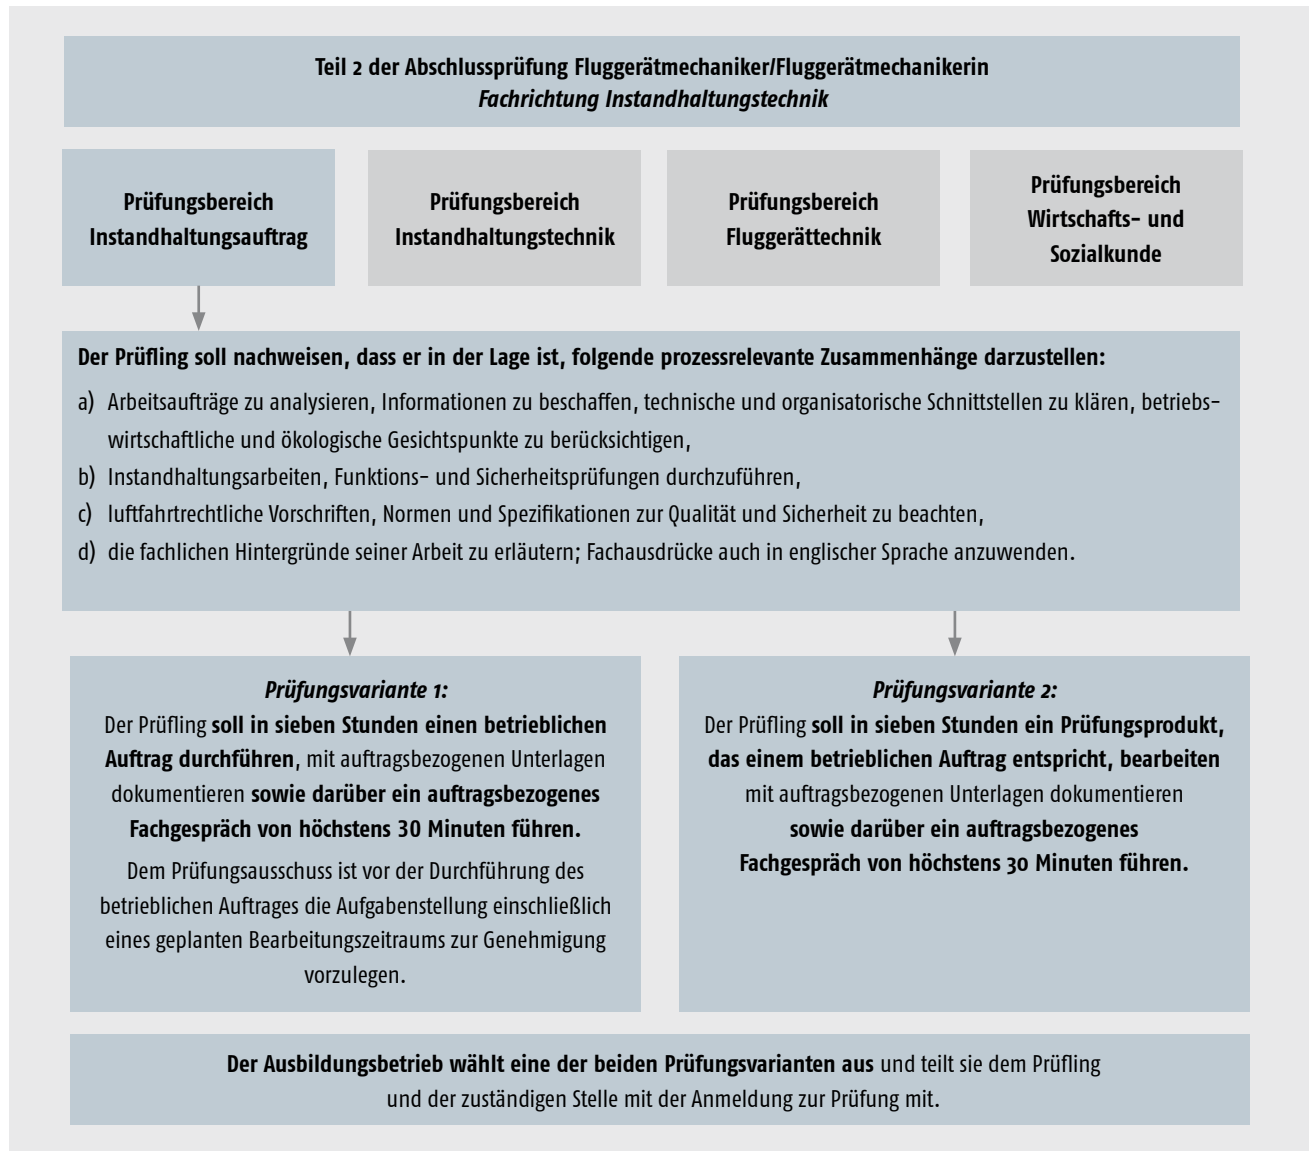 Teil 2 der Abschlussprüfung Fluggerätmechaniker/Fluggerätmechanikerin
Fachrichtung Instandhaltungstechnik
Prüfungsbereich
Instandhaltungsauftrag
Prüfungsbereich
Instandhaltungstechnik
Prüfungsbereich
Fluggerättechnik
Prüfungsbereich
Wirtschafts- und
Sozialkunde
Der Prüfling soll nachweisen, dass er in der Lage ist, folgende prozessrelevante Zusammenhänge darzustellen:
a) Arbeitsaufträge zu analysieren, Informationen zu beschaffen, technische und organisatorische Schnittstellen zu klären, betriebs-
wirtschaftliche und ökologische Gesichtspunkte zu berücksichtigen,
b) Instandhaltungsarbeiten, Funktions- und Sicherheitsprüfungen durchzuführen,
c) luftfahrtrechtliche Vorschriften, Normen und Spezifikationen zur Qualität und Sicherheit zu beachten,
d) die fachlichen Hintergründe seiner Arbeit zu erläutern; Fachausdrücke auch in englischer Sprache anzuwenden.
Prüfungsvariante 1:
Der Prüfling soll in sieben Stunden einen betrieblichen
Auftrag durchführen, mit auftragsbezogenen Unterlagen
dokumentieren sowie darüber ein auftragsbezogenes
Fachgespräch von höchstens 30 Minuten führen.
Dem Prüfungsausschuss ist vor der Durchführung des
betrieblichen Auftrages die Aufgabenstellung einschließlich
eines geplanten Bearbeitungszeitraums zur Genehmigung
vorzulegen.
Prüfungsvariante 2:
Der Prüfling soll in sieben Stunden ein Prüfungsprodukt,
das einem betrieblichen Auftrag entspricht, bearbeiten
mit auftragsbezogenen Unterlagen dokumentieren
sowie darüber ein auftragsbezogenes
Fachgespräch von höchstens 30 Minuten führen.
Der Ausbildungsbetrieb wählt eine der beiden Prüfungsvarianten aus und teilt sie dem Prüfling
und der zuständigen Stelle mit der Anmeldung zur Prüfung mit.